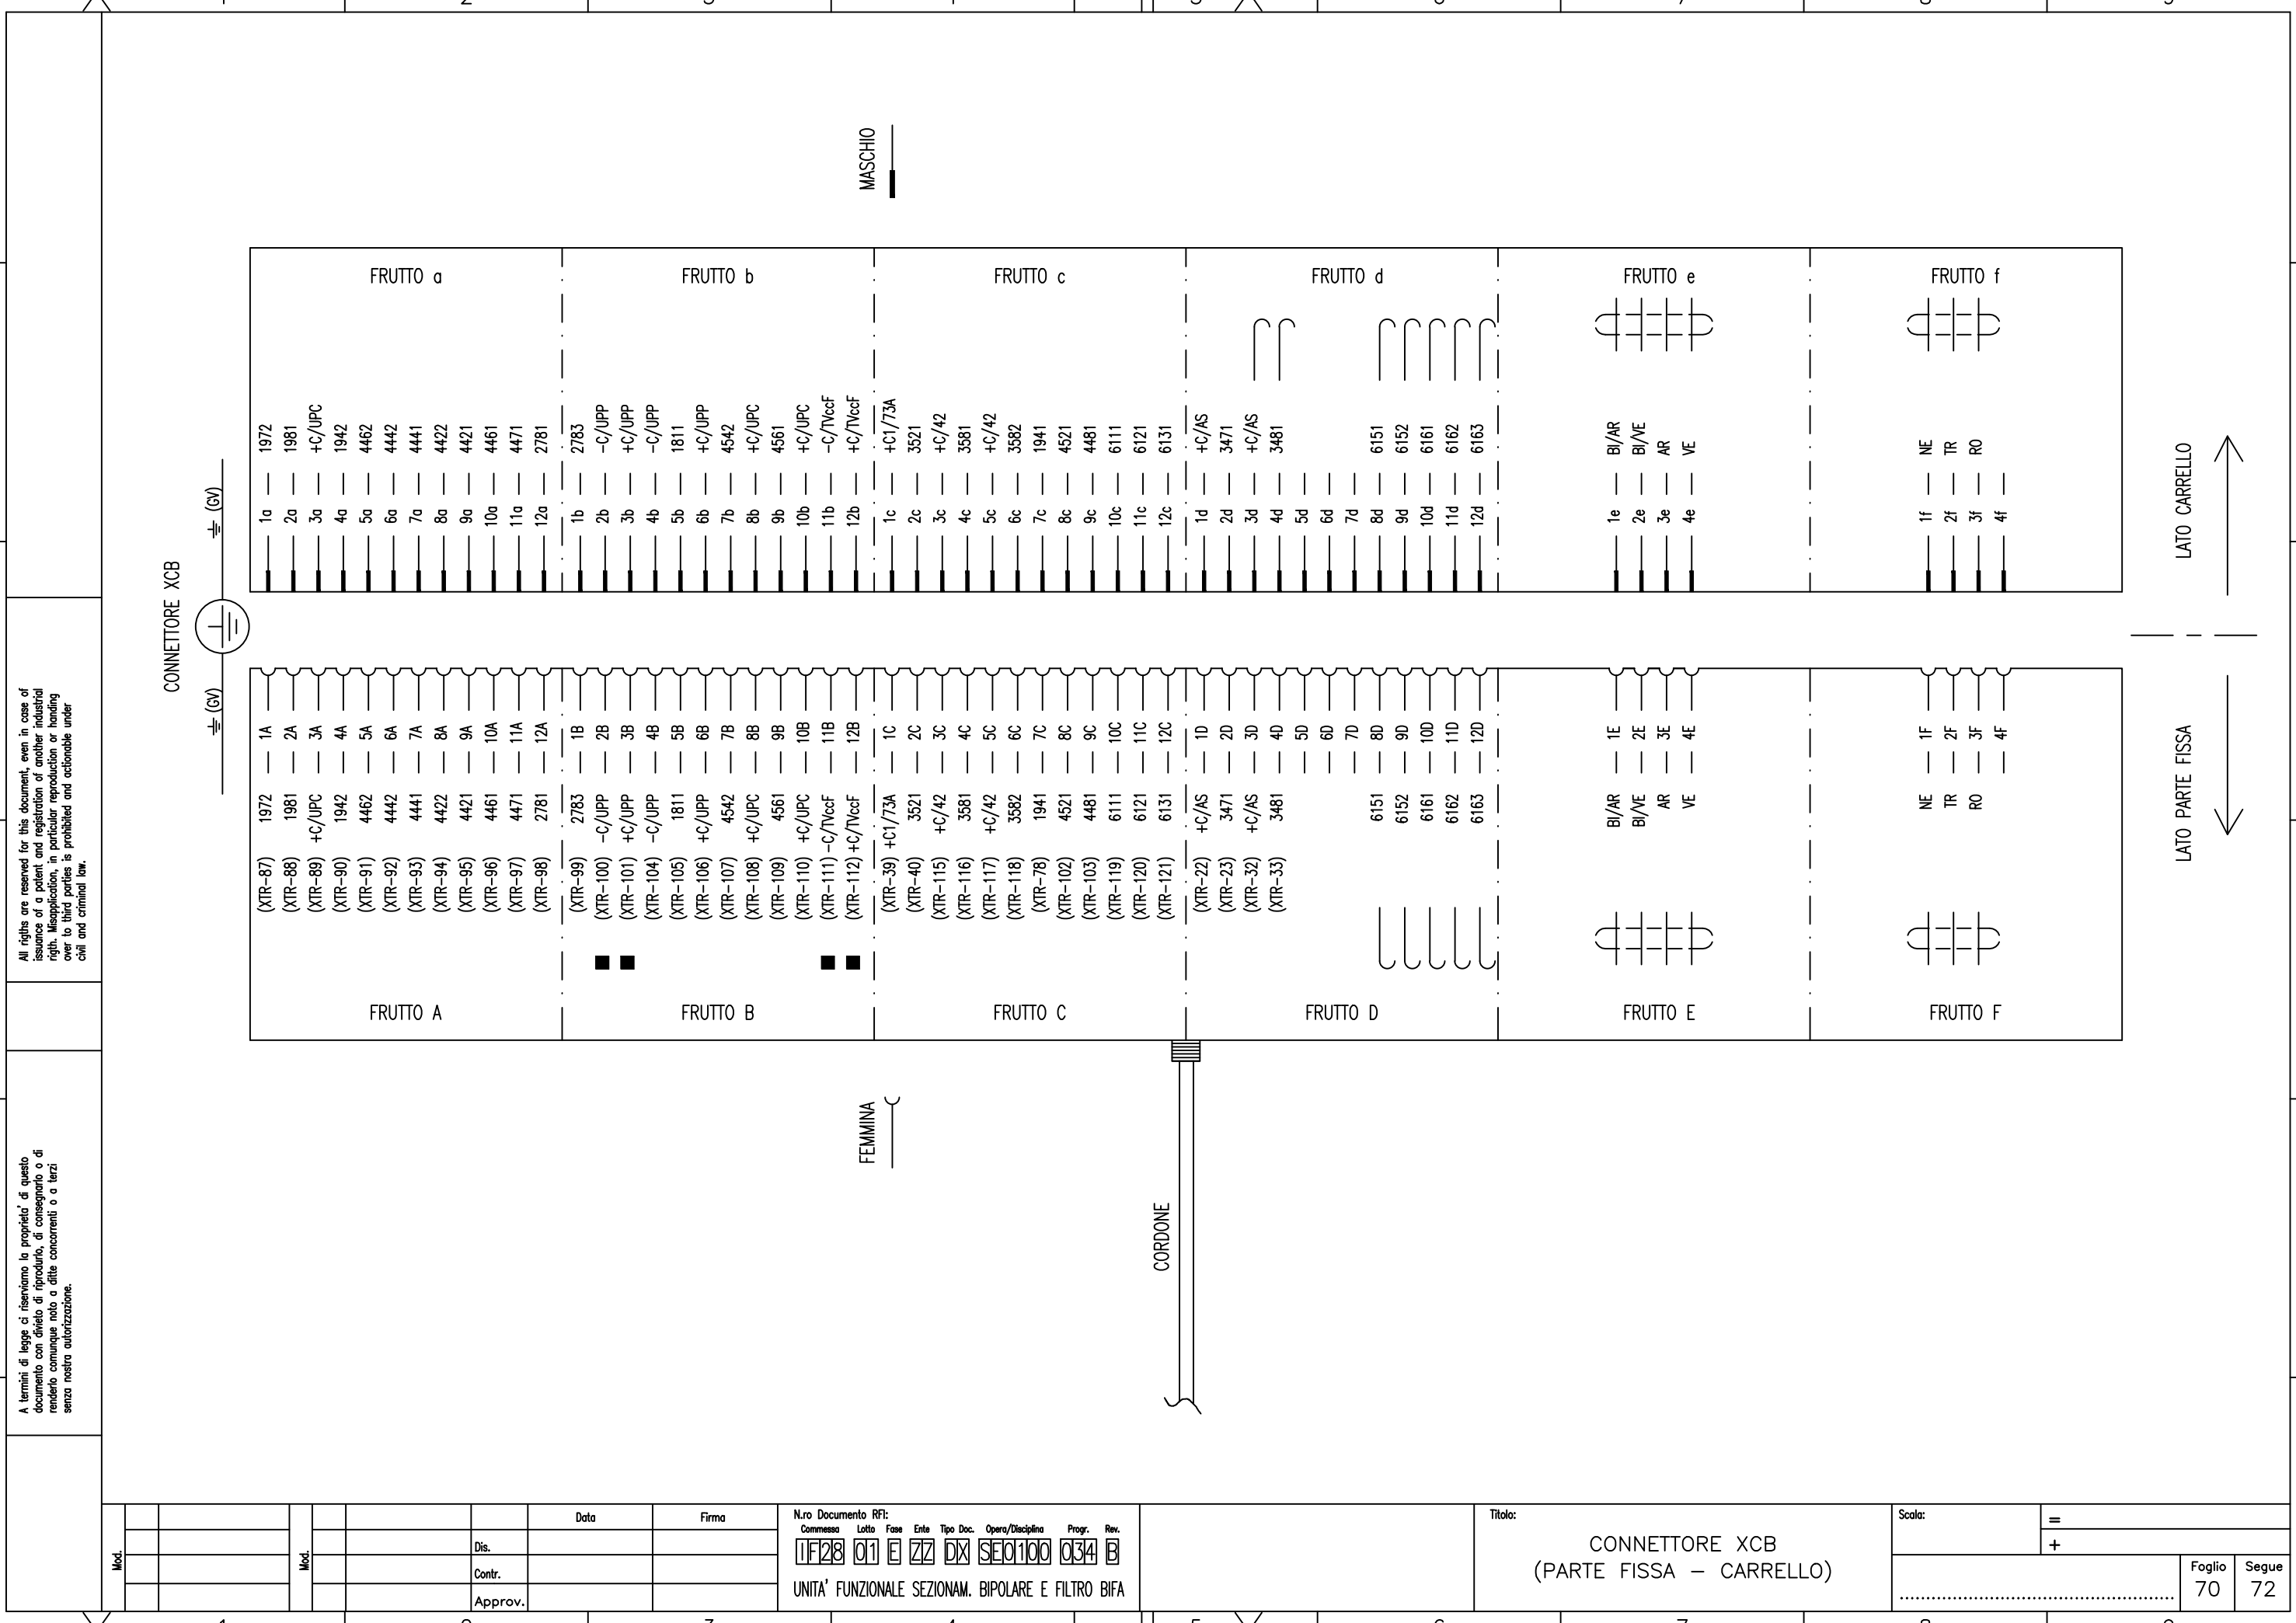 MASCHIO
FRUTTO a
FRUTTO b
FRUTTO c
FRUTTO d
FRUTTO e
FRUTTO f
1972 1981 +C/UPC 1942 4462 4442 4441 4422 4421 4461 4471 2781
2783 -C/UPP +C/UPP -C/UPP 1811 +C/UPP 4542 +C/UPC 4561 +C/UPC -C/TVccF +C/TVccF
+C1/73A 3521 +C/42 3581 +C/42 3582 1941 4521 4481 6111 6121 6131
+C/AS 3471 +C/AS 3481 6151 6152 6161 6162 6163
BI/AR BI/VE AR VE
NE TR RO
1a 2a 3a 4a 5a 6a 7a 8a 9a 10a 11a 12a
1b 2b 3b 4b 5b 6b 7b 8b 9b 10b 11b 12b
1c 2c 3c 4c 5c 6c 7c 8c 9c 10c 11c 12c
1d 2d 3d 4d 5d 6d 7d 8d 9d 10d 11d 12d
1e 2e 3e 4e
1f 2f 3f 4f
(GV)
CONNETTORE XCB
(GV)
LATO CARRELLO
LATO PARTE FISSA
1A 2A 3A 4A 5A 6A 7A 8A 9A 10A 11A 12A
1B 2B 3B 4B 5B 6B 7B 8B 9B 10B 11B 12B
1C 2C 3C 4C 5C 6C 7C 8C 9C 10C 11C 12C
1D 2D 3D 4D 5D 6D 7D 8D 9D 10D 11D 12D
1E 2E 3E 4E
1F 2F 3F 4F
1972 1981 +C/UPC 1942 4462 4442 4441 4422 4421 4461 4471 2781
2783 -C/UPP +C/UPP -C/UPP 1811 +C/UPP 4542 +C/UPC 4561 +C/UPC -C/TVccF +C/TVccF
+C1/73A 3521 +C/42 3581 +C/42 3582 1941 4521 4481 6111 6121 6131
+C/AS 3471 +C/AS 3481 6151 6152 6161 6162 6163
BI/AR BI/VE AR VE
NE TR RO
(XTR-87) (XTR-88) (XTR-89) (XTR-90) (XTR-91) (XTR-92) (XTR-93) (XTR-94) (XTR-95) (XTR-96) (XTR-97) (XTR-98)
(XTR-99) (XTR-100) (XTR-101) (XTR-104) (XTR-105) (XTR-106) (XTR-107) (XTR-108) (XTR-109) (XTR-110) (XTR-111) (XTR-112)
(XTR-39) (XTR-40) (XTR-115) (XTR-116) (XTR-117) (XTR-118) (XTR-78) (XTR-102) (XTR-103) (XTR-119) (XTR-120) (XTR-121)
(XTR-22) (XTR-23) (XTR-32) (XTR-33)
FRUTTO A
FRUTTO B
FRUTTO C
FRUTTO D
FRUTTO E
FRUTTO F
FEMMINA
CORDONE
All rigths are reserved for this document, even in case of
issuance of a patent and registration of another industrial
rigth. Misapplication, in particular reproduction or handing
over to third parties is prohibited and actionable under
civil and criminal law.
A termini di legge ci riserviamo la proprieta' di questo
documento con divieto di riprodurlo, di consegnarlo o di
renderlo comunque noto a ditte concorrenti o a terzi
senza nostra autorizzazione.
Mod.
Mod.
Data
Firma
Dis.
Contr.
Approv.
N.ro Documento RFI:
Commessa Lotto Fase Ente Tipo Doc. Opera/Disciplina Progr. Rev.
IF28 01 E ZZ DX SE0100 034 B
UNITA' FUNZIONALE SEZIONAM. BIPOLARE E FILTRO BIFA
Titolo:
CONNETTORE XCB
(PARTE FISSA - CARRELLO)
Scala:
=
+
Foglio
70
Segue
72